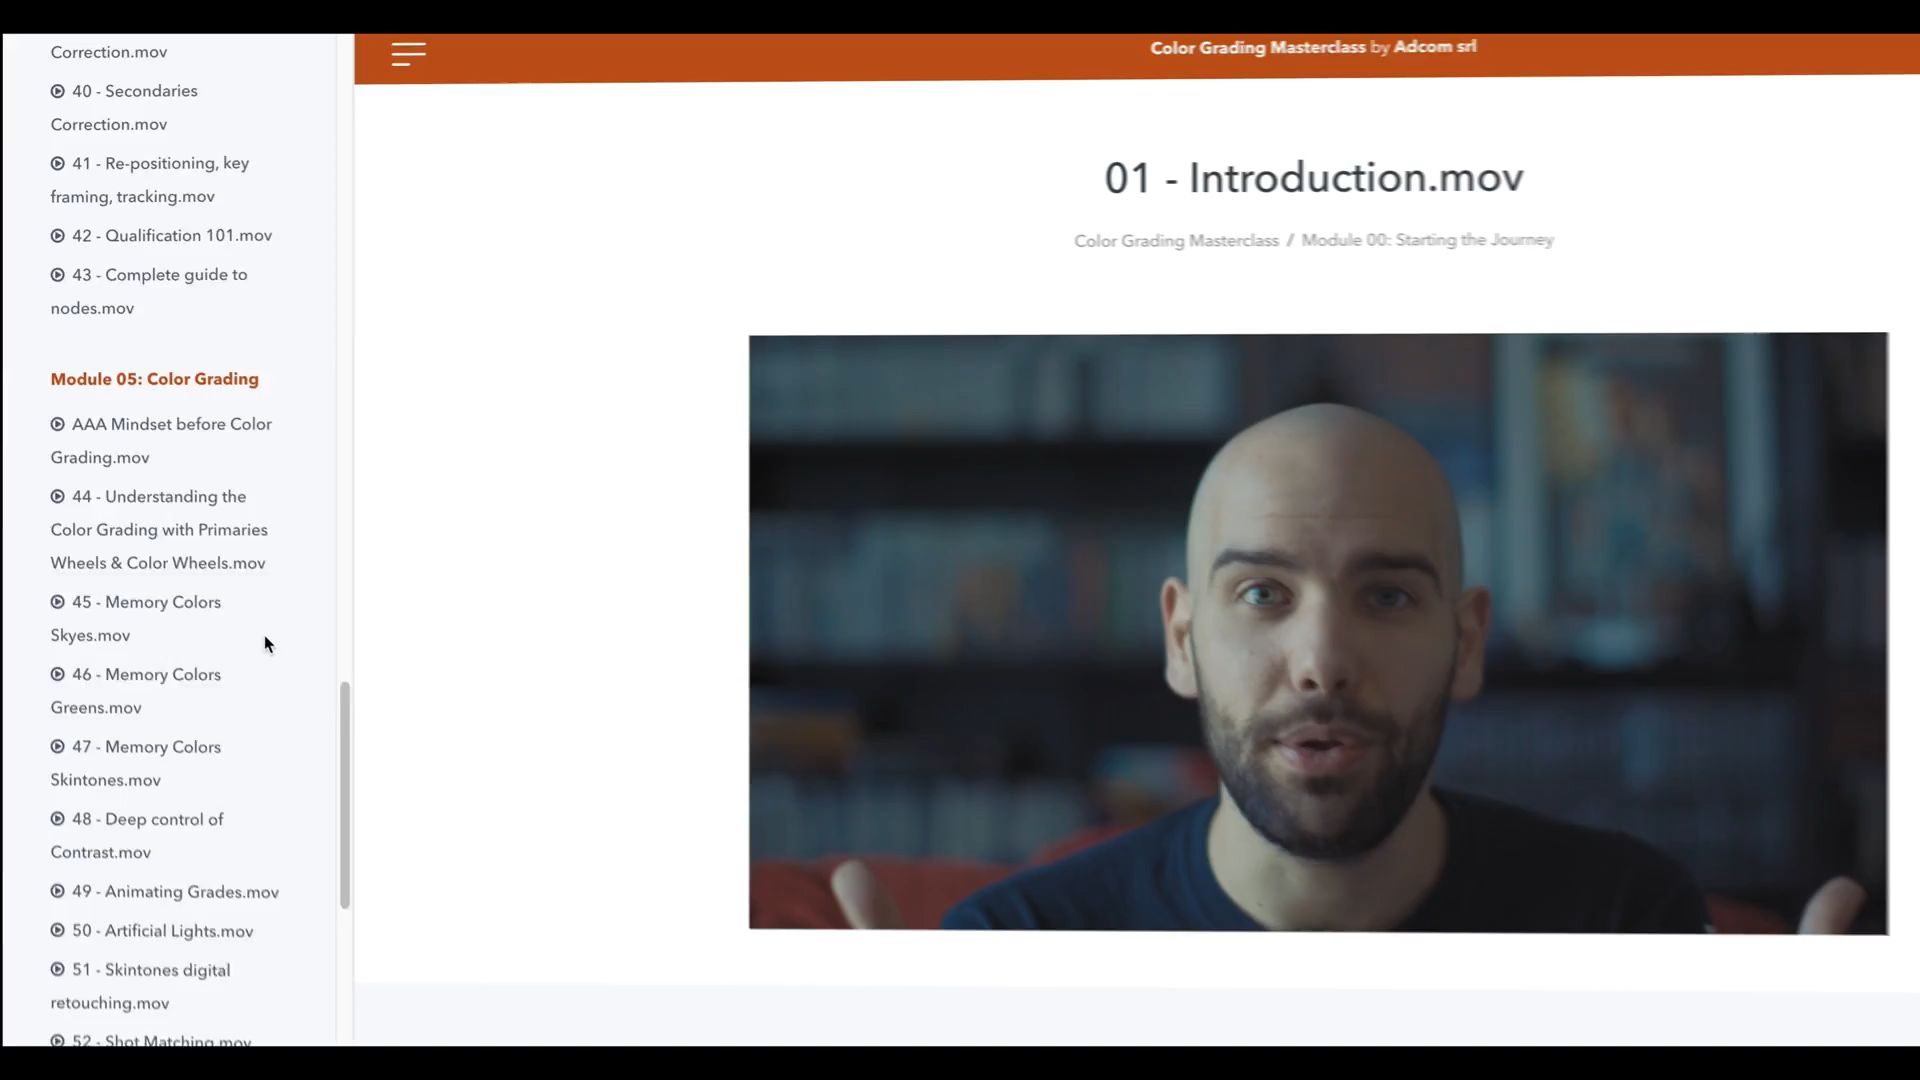 Correction.mov
40 - Secondaries
Correction.mov
41 - Re-positioning, key
framing, tracking.mov
42 - Qualification 101.mov
43 - Complete guide to
nodes.mov
Module 05: Color Grading
AAA Mindset before Color
Grading.mov
44 - Understanding the
Color Grading with Primaries
Wheels & Color Wheels.mov
45 - Memory Colors
Skyes.mov
46 - Memory Colors
Greens.mov
47 - Memory Colors
Skintones.mov
48 - Deep control of
Contrast.mov
49 - Animating Grades.mov
50 - Artificial Lights.mov
51 - Skintones digital
retouching.mov
52 - Shot Matching.mov
Color Grading Masterclass by Adcom srl
01 - Introduction.mov
Color Grading Masterclass / Module 00: Starting the Journey